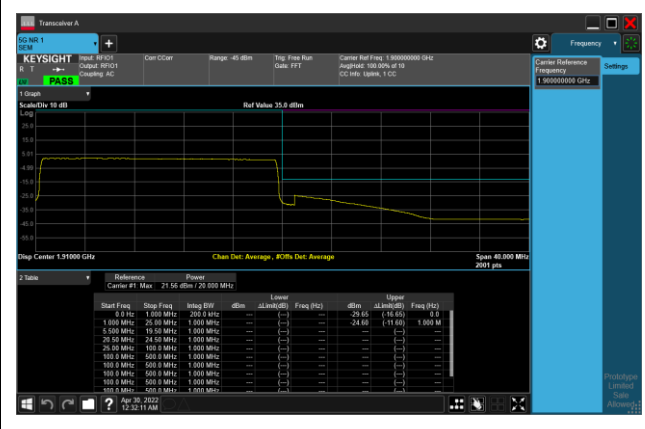 Transceiver A
5G NR 1
SEM
+
Frequency
KEYSIGHT
R T
PASS
Input: RFIO1
Output: RFIO1
Coupling: AC
Corr CCorr
Range: -45 dBm
Trig: Free Run
Gate: FFT
Carrier Ref Freq: 1.900000000 GHz
Avg|Hold: 100.00% of 10
CC Info: Uplink, 1 CC
Carrier Reference
Frequency
1.900000000 GHz
Settings
1 Graph
Scale/Div 10 dB
Ref Value 35.0 dBm
Log
25.0
15.0
5.01
-4.99
-15.0
-25.0
-35.0
-45.0
-55.0
Disp Center 1.91000 GHz
Chan Det: Average , #Offs Det: Average
Span 40.000 MHz
2001 pts
2 Table
Reference Power
Carrier #1 Max 21.56 dBm / 20.000 MHz
Lower Upper
Start Freq Stop Freq Integ BW dBm ΔLimit(dB) Freq (Hz) dBm ΔLimit(dB) Freq (Hz)
0.0 Hz 1.000 MHz 200.0 kHz --- (---) --- -29.65 (-16.65) 0.0
1.000 MHz 25.00 MHz 1.000 MHz --- (---) --- -24.60 (-11.60) 1.000 M
5.500 MHz 19.50 MHz 1.000 MHz --- (---) --- --- (---) ---
20.50 MHz 24.50 MHz 1.000 MHz --- (---) --- --- (---) ---
25.00 MHz 100.0 MHz 1.000 MHz --- (---) --- --- (---) ---
100.0 MHz 500.0 MHz 1.000 MHz --- (---) --- --- (---) ---
100.0 MHz 500.0 MHz 1.000 MHz --- (---) --- --- (---) ---
100.0 MHz 500.0 MHz 1.000 MHz --- (---) --- --- (---) ---
100.0 MHz 500.0 MHz 1.000 MHz --- (---) --- --- (---) ---
Prototype
Limited
Sale
Allowed
?
Apr 30, 2022
12:32:11 AM